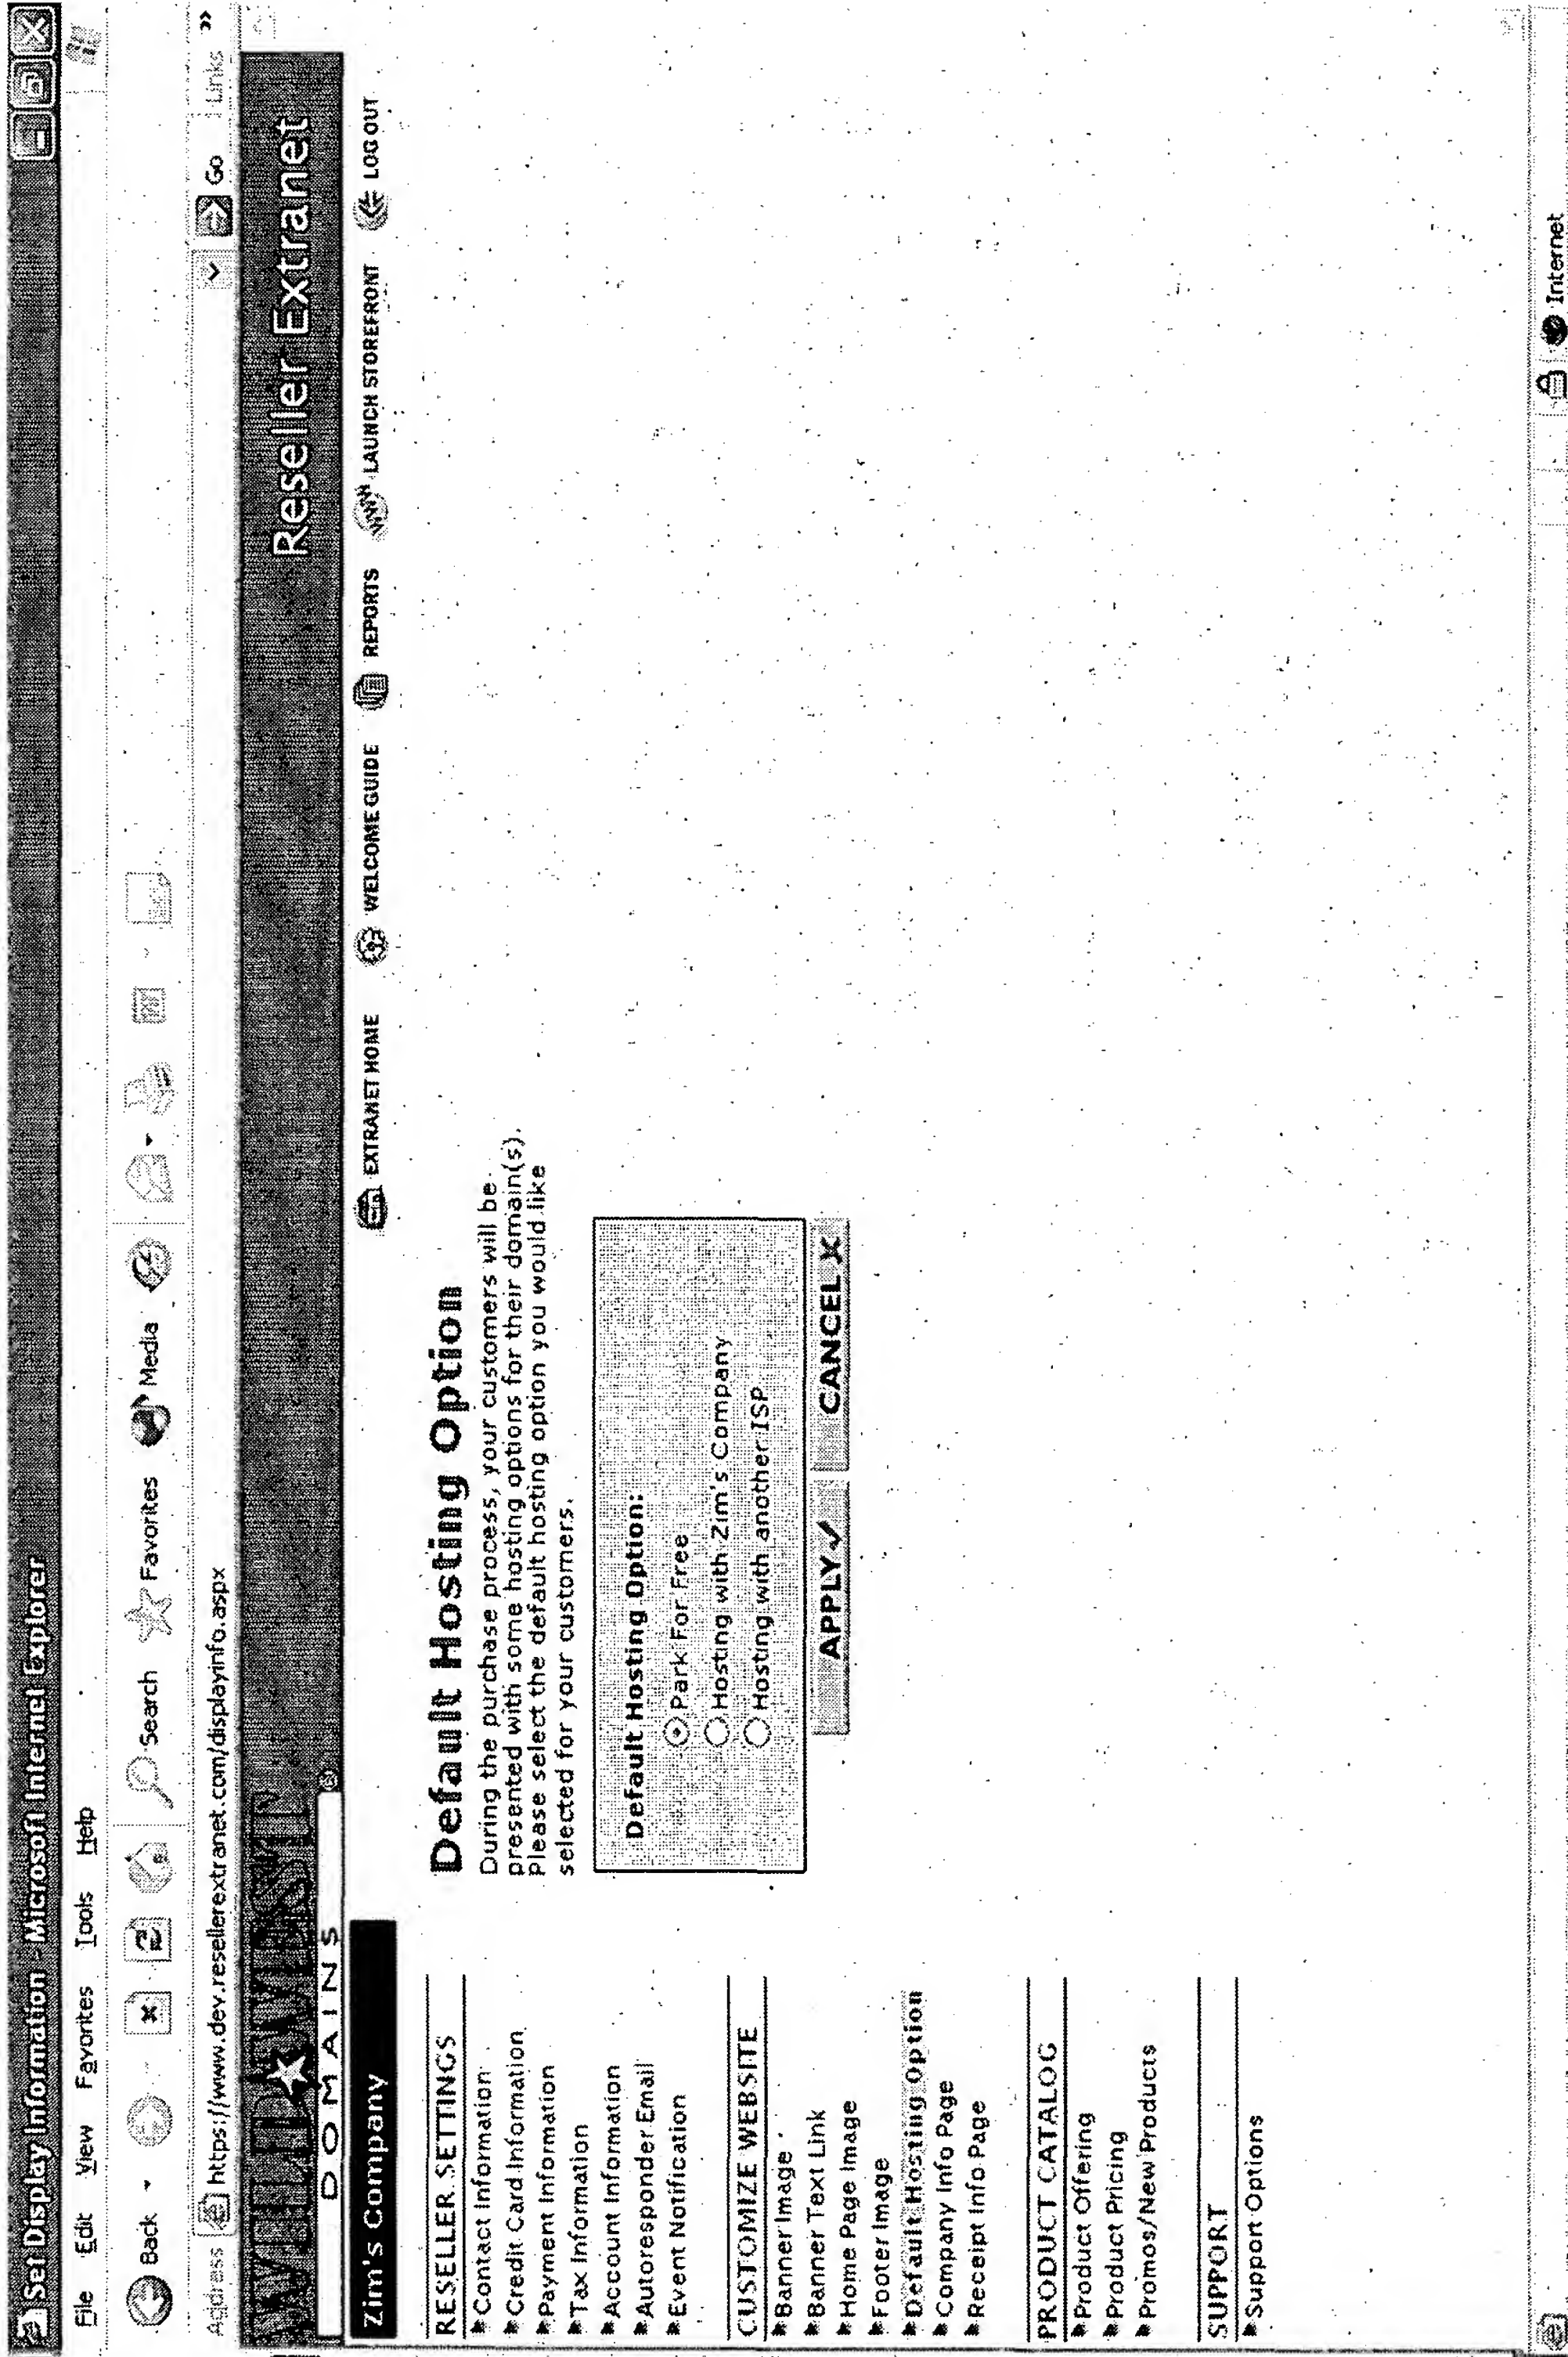 Set Display Information - Microsoft Internet Explorer
File Edit View Favorites Tools Help
Back Search Favorites Media
Address https://www.dev.resellerextranet.com/displayinfo.aspx Go Links »
WILD WEST
DOMAINS
Reseller Extranet
Zim's Company
EXTRANET HOME WELCOME GUIDE REPORTS WWW LAUNCH STOREFRONT LOG OUT
RESELLER SETTINGS
Contact Information
Credit Card Information
Payment Information
Tax Information
Account Information
Autoresponder Email
Event Notification
CUSTOMIZE WEBSITE
Banner Image
Banner Text Link
Home Page Image
Footer Image
Default Hosting Option
Company Info Page
Receipt Info Page
PRODUCT CATALOG
Product Offering
Product Pricing
Promos/New Products
SUPPORT
Support Options
Default Hosting Option
During the purchase process, your customers will be
presented with some hosting options for their domain(s).
Please select the default hosting option you would like
selected for your customers.
Default Hosting Option:
Park For Free
Hosting with Zim's Company
Hosting with another ISP
APPLY CANCEL X
Internet